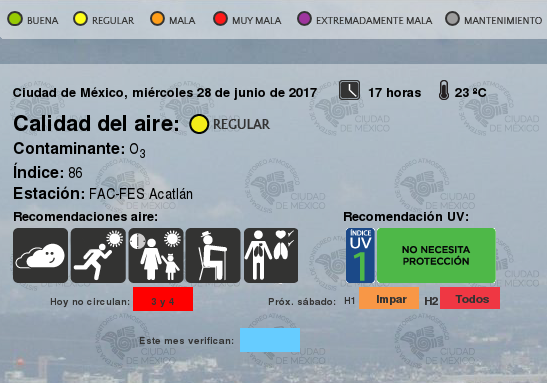 BUENA REGULAR MALA MUY MALA EXTREMADAMENTE MALA MANTENIMIENTO
Ciudad de México, miércoles 28 de junio de 2017 17 horas 23 ºC
Calidad del aire: REGULAR
Contaminante: O3
Índice: 86
Estación: FAC-FES Acatlán
Recomendaciones aire: Recomendación UV:
ÍNDICE UV 1 NO NECESITA PROTECCIÓN
Hoy no circulan: 3 y 4 Próx. sábado: H1 Impar H2 Todos
Este mes verifican: